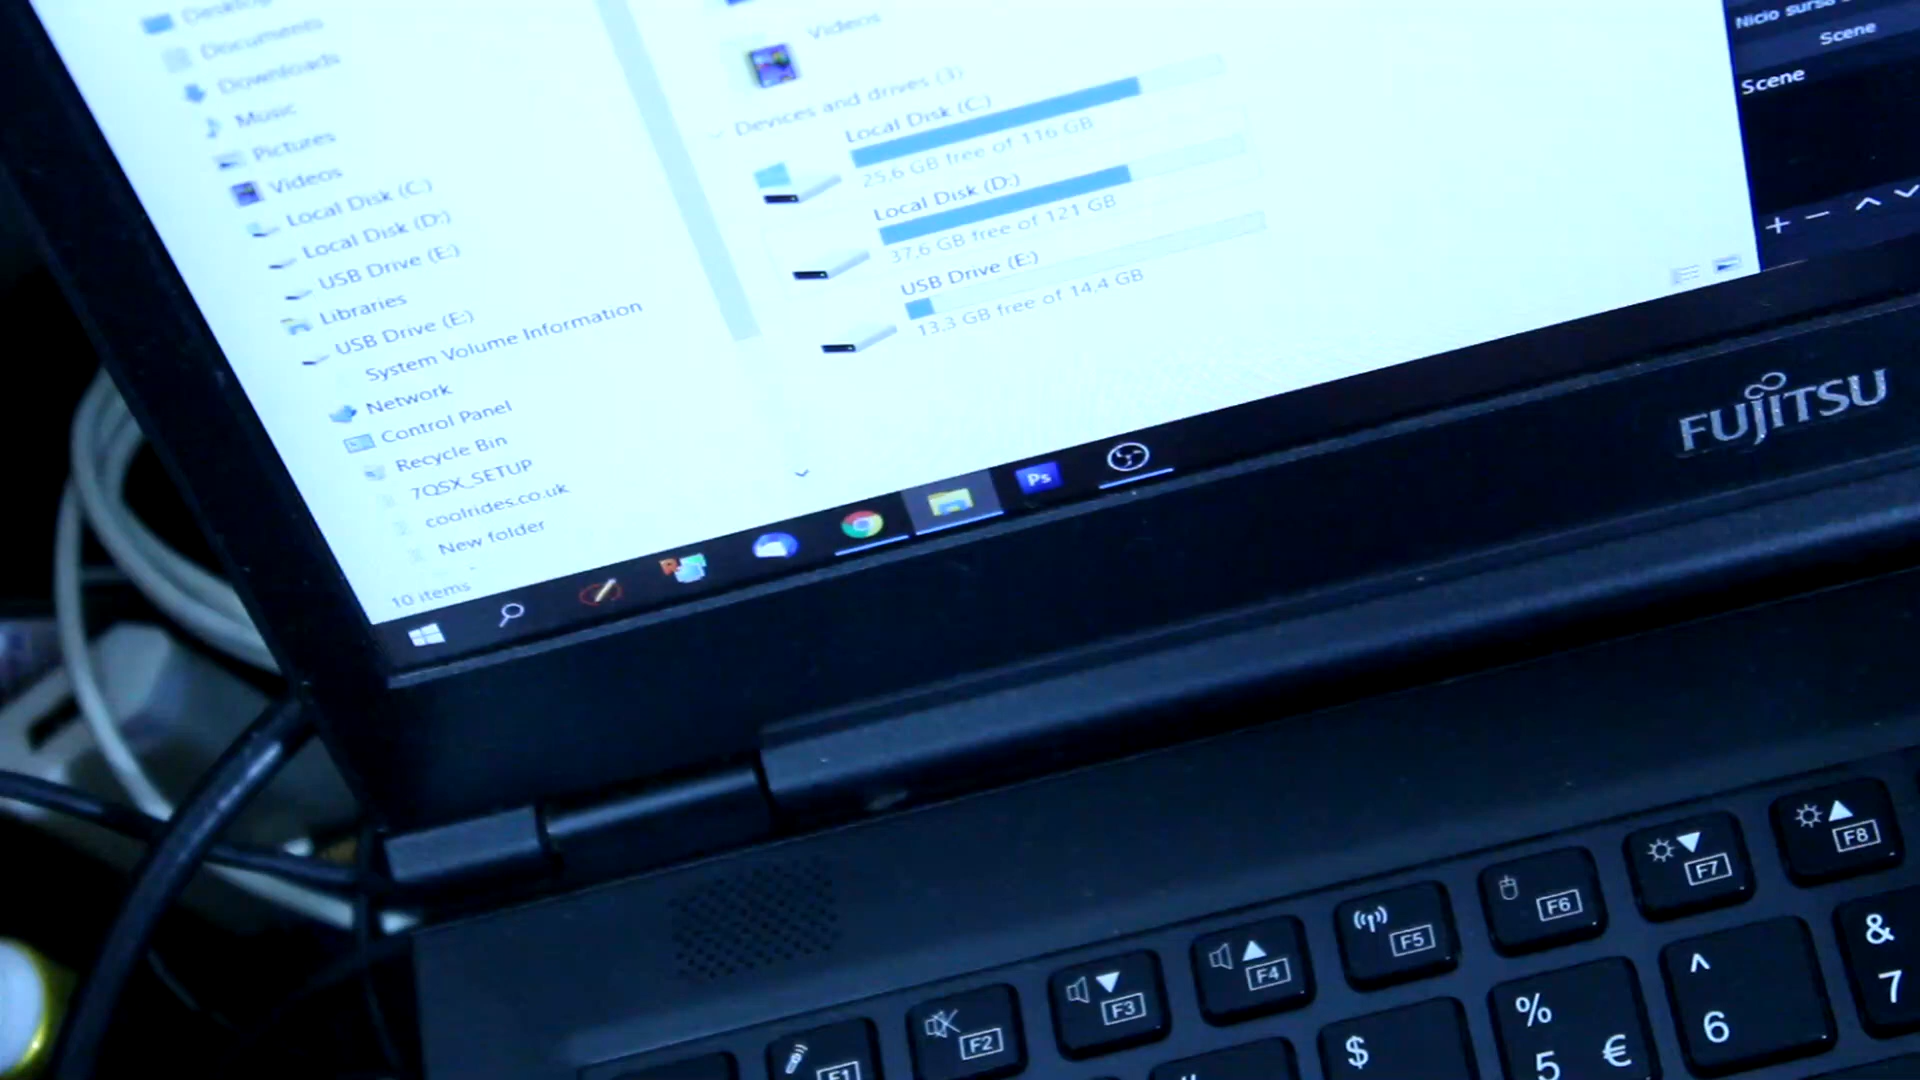 Desktop
Documents
Downloads
Music
Pictures
Videos
Local Disk (C:)
Local Disk (D:)
USB Drive (E:)
Libraries
USB Drive (E:)
System Volume Information
Network
Control Panel
Recycle Bin
7QSX_SETUP
coolrides.co.uk
New folder
10 items
Videos
Devices and drives (3)
Local Disk (C:)
25,6 GB free of 116 GB
Local Disk (D:)
37,6 GB free of 121 GB
USB Drive (E:)
13,3 GB free of 14,4 GB
Nicio sursă
Scene
Scene
Ps
FUJITSU
F1
F2
F3
F4
F5
F6
F7
F8
$
%
5 €
^
6
&
7